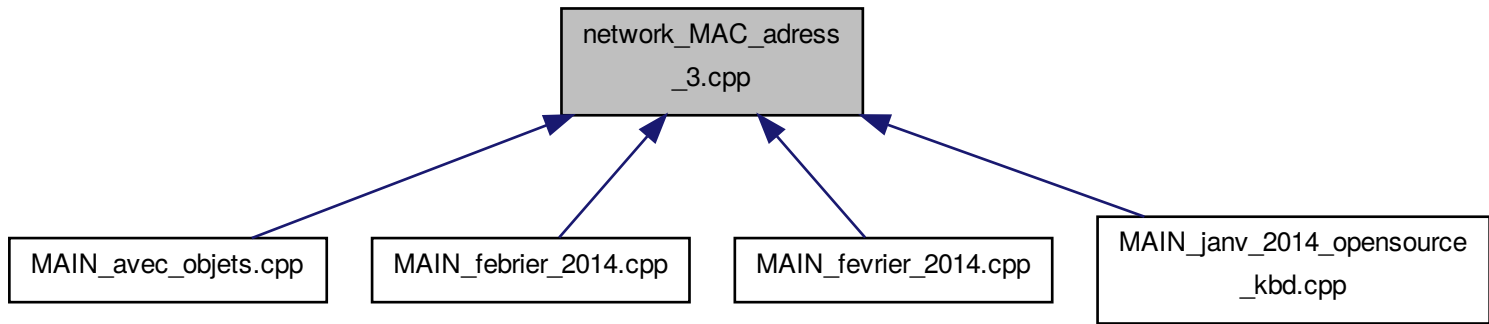 network_MAC_adress
_3.cpp
MAIN_avec_objets.cpp
MAIN_febrier_2014.cpp
MAIN_fevrier_2014.cpp
MAIN_janv_2014_opensource
_kbd.cpp